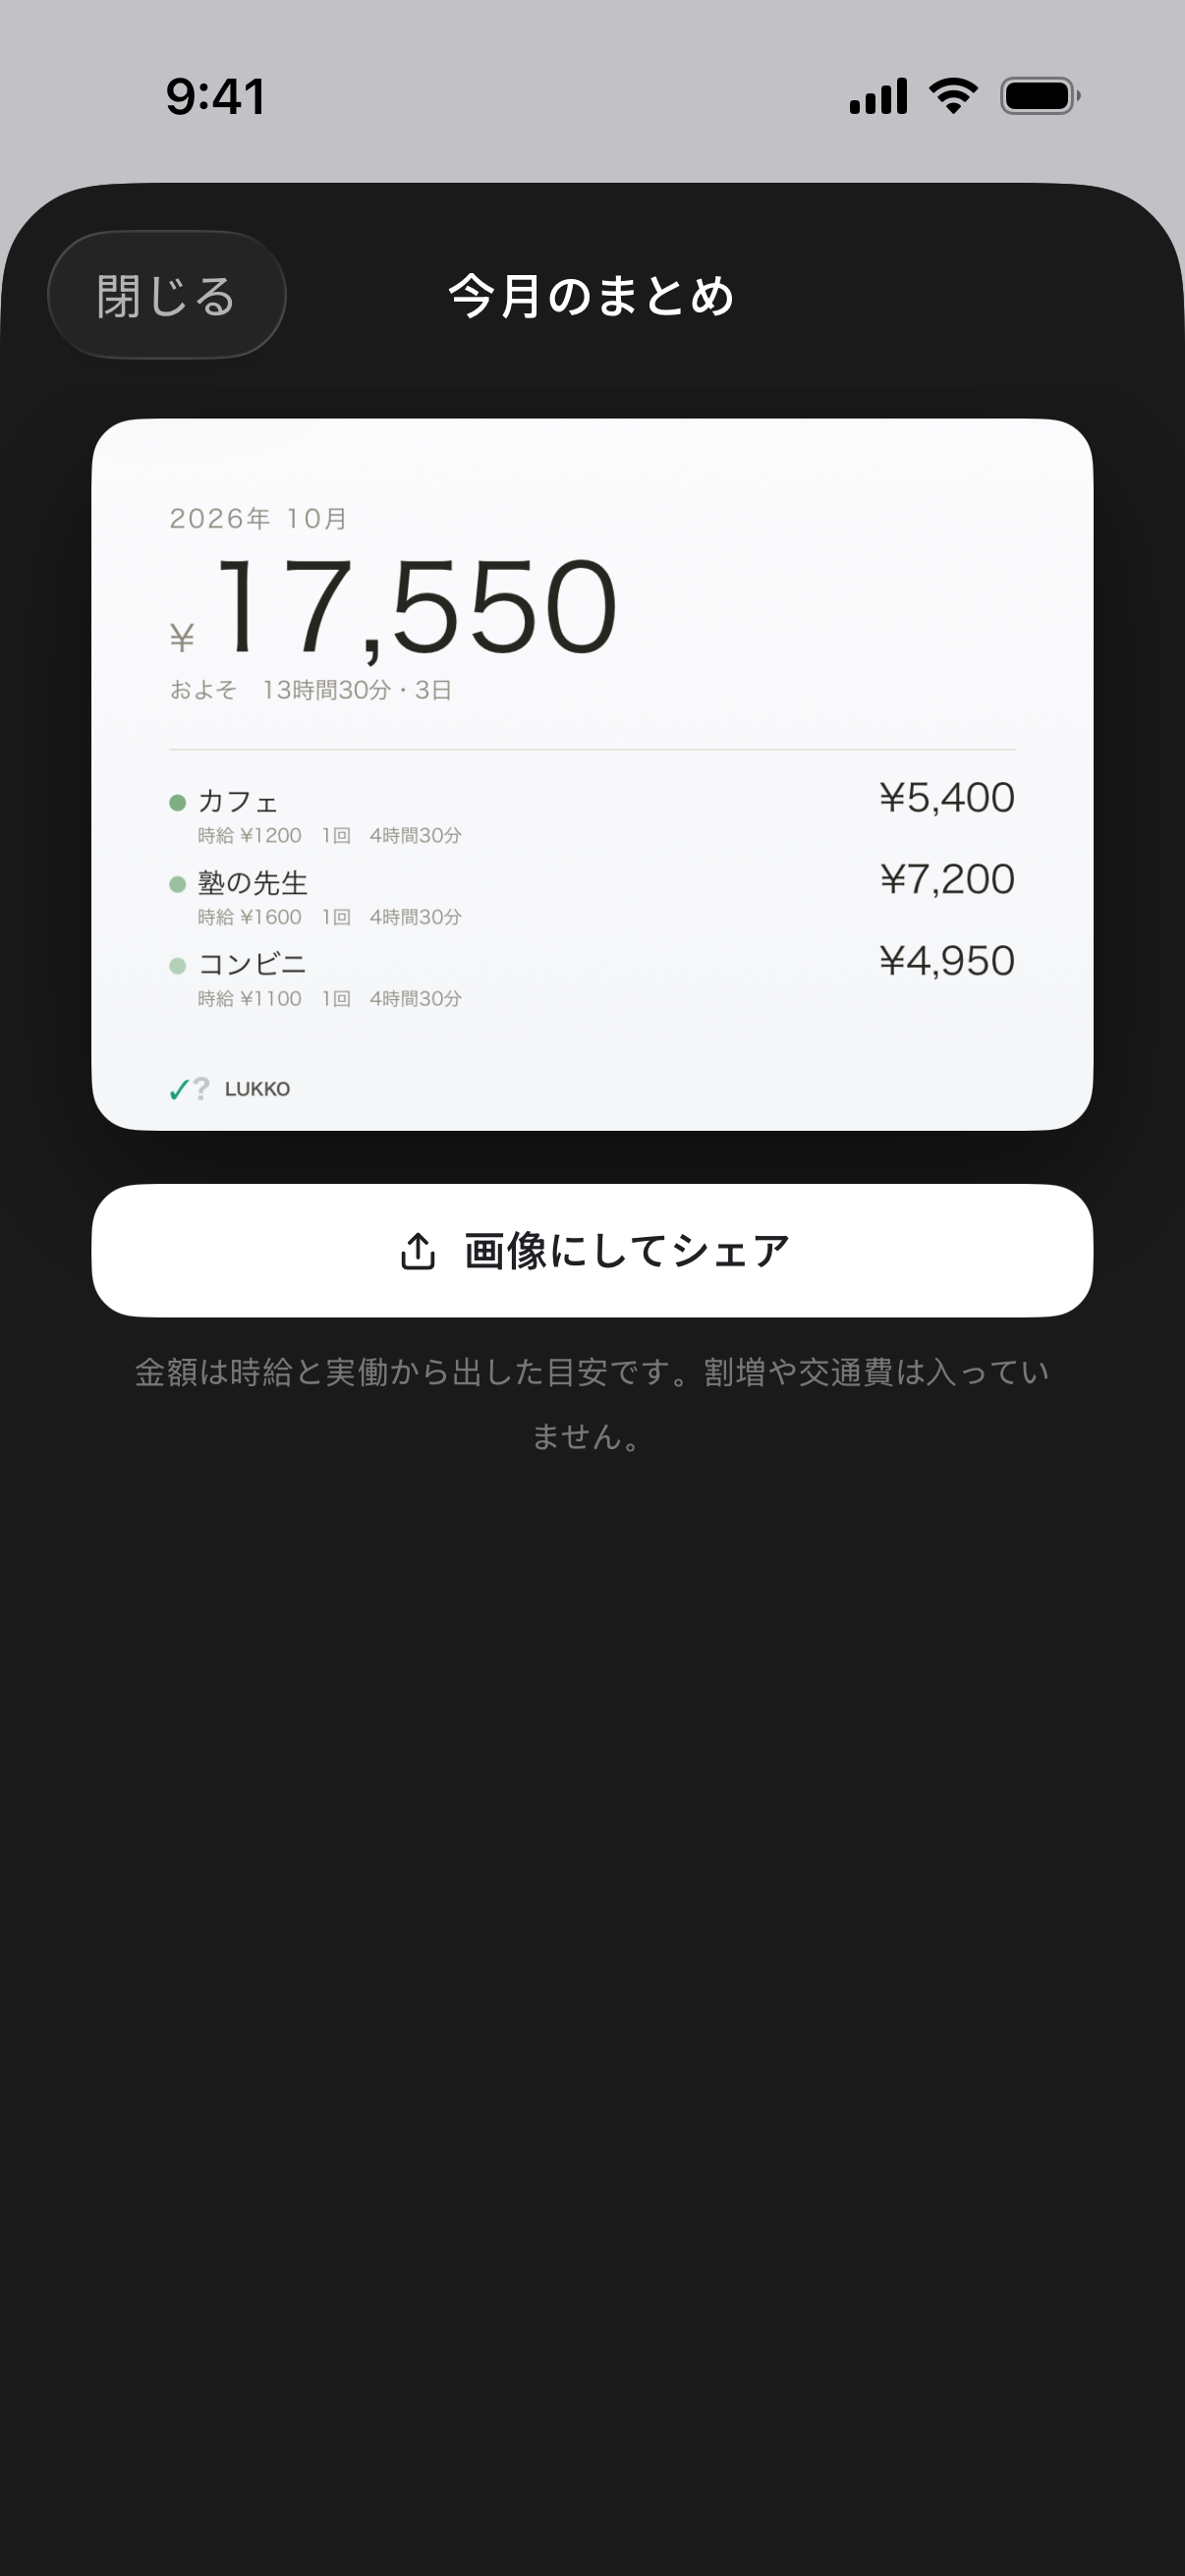 9:41
閉じる
今月のまとめ
2026年 10月
¥ 17,550
およそ　13時間30分・3日
カフェ ¥5,400
時給 ¥1200　1回　4時間30分
塾の先生 ¥7,200
時給 ¥1600　1回　4時間30分
コンビニ ¥4,950
時給 ¥1100　1回　4時間30分
✓? LUKKO
画像にしてシェア
金額は時給と実働から出した目安です。割増や交通費は入ってい
ません。